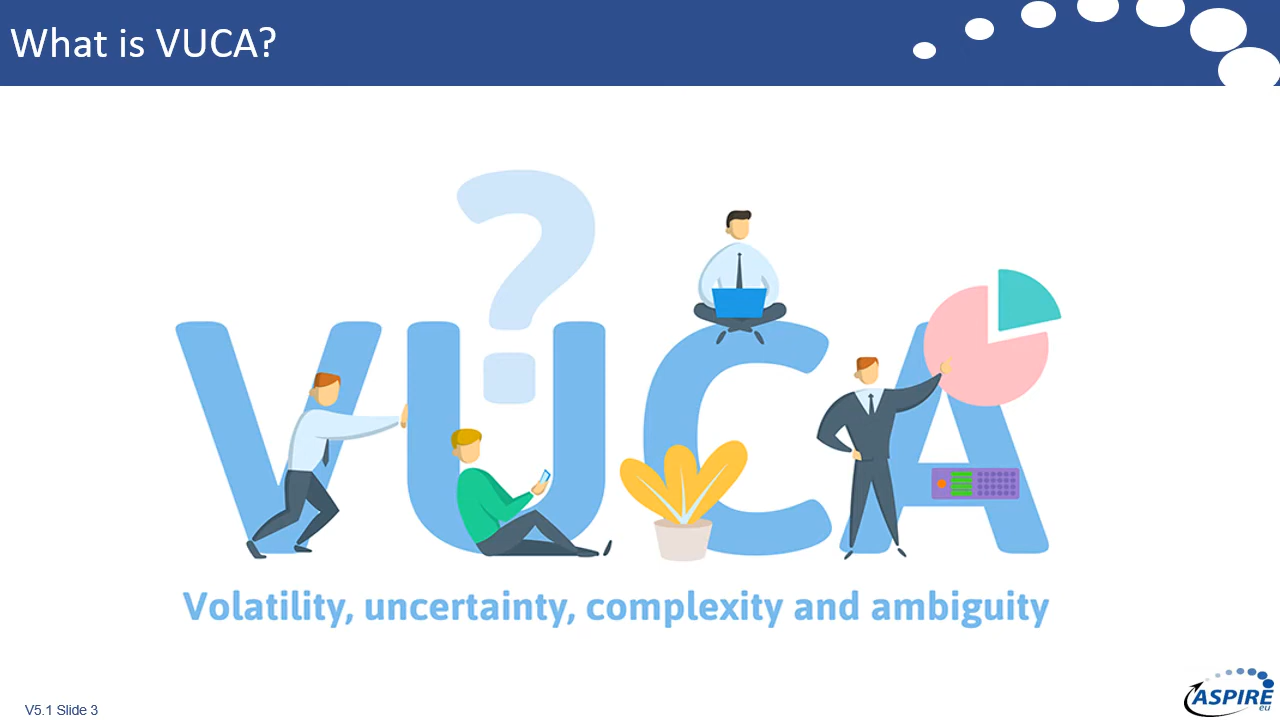 What is VUCA?
?
VUCA
Volatility, uncertainty, complexity and ambiguity
V5.1 Slide 3
ASPIRE
eu